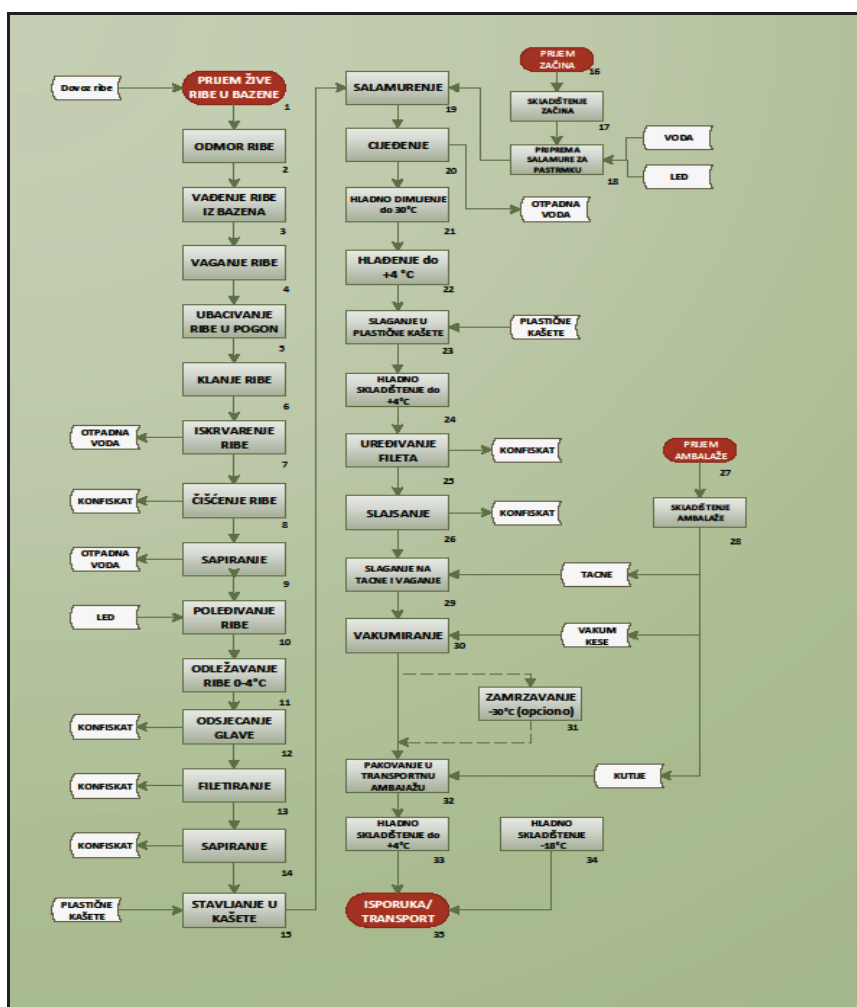 Dovoz ribe
PRIJEM ŽIVE
RIBE U BAZENE
1
ODMOR RIBE
2
VAĐENJE RIBE
IZ BAZENA
3
VAGANJE RIBE
4
UBACIVANJE
RIBE U POGON
5
KLANJE RIBE
6
OTPADNA
VODA
ISKRVARENJE
RIBE
7
KONFISKAT
ČIŠĆENJE RIBE
8
OTPADNA
VODA
SAPIRANJE
9
LED
POLEĐIVANJE
RIBE
10
ODLEŽAVANJE
RIBE 0-4°C
11
KONFISKAT
ODSJECANJE
GLAVE
12
KONFISKAT
FILETIRANJE
13
KONFISKAT
SAPIRANJE
14
PLASTIČNE
KAŠETE
STAVLJANJE U
KAŠETE
15
PRIJEM
ZAČINA
16
SKLADIŠTENJE
ZAČINA
17
PRIPREMA
SALAMURE ZA
PASTRMKU
18
VODA
LED
SALAMURENJE
19
CIJEĐENJE
20
OTPADNA
VODA
HLADNO DIMLJENJE
do 30°C
21
HLAĐENJE do
+4 °C
22
SLAGANJE U
PLASTIČNE KAŠETE
23
PLASTIČNE
KAŠETE
HLADNO
SKLADIŠTENJE do
+4°C
24
UREĐIVANJE
FILETA
25
KONFISKAT
SLAJSANJE
26
KONFISKAT
PRIJEM
AMBALAŽE
27
SKLADIŠTENJE
AMBALAŽE
28
SLAGANJE NA
TACNE I VAGANJE
29
TACNE
VAKUMIRANJE
30
VAKUM
KESE
ZAMRZAVANJE
-30°C (opciono)
31
PAKOVANJE U
TRANSPORTNU
AMBAJAŽU
32
KUTIJE
HLADNO
SKLADIŠTENJE do
+4°C
33
HLADNO
SKLADIŠTENJE
-18°C
34
ISPORUKA/
TRANSPORT
35